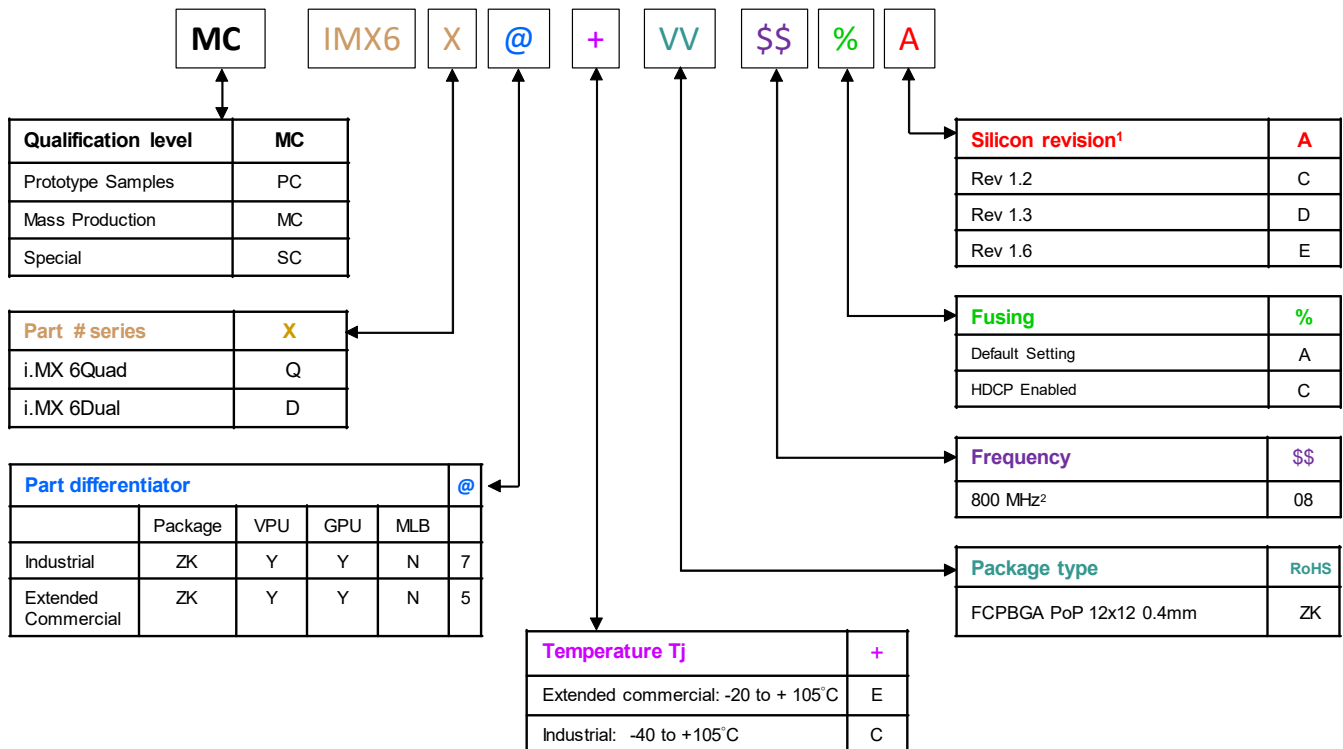 MC IMX6 X @ + VV $$ % A
Qualification level MC
Prototype Samples PC
Mass Production MC
Special SC
Part # series X
i.MX 6Quad Q
i.MX 6Dual D
Part differentiator @
Package VPU GPU MLB
Industrial ZK Y Y N 7
Extended
Commercial ZK Y Y N 5
Temperature Tj +
Extended commercial: -20 to + 105°C E
Industrial: -40 to +105°C C
Silicon revision¹ A
Rev 1.2 C
Rev 1.3 D
Rev 1.6 E
Fusing %
Default Setting A
HDCP Enabled C
Frequency $$
800 MHz² 08
Package type RoHS
FCPBGA PoP 12x12 0.4mm ZK